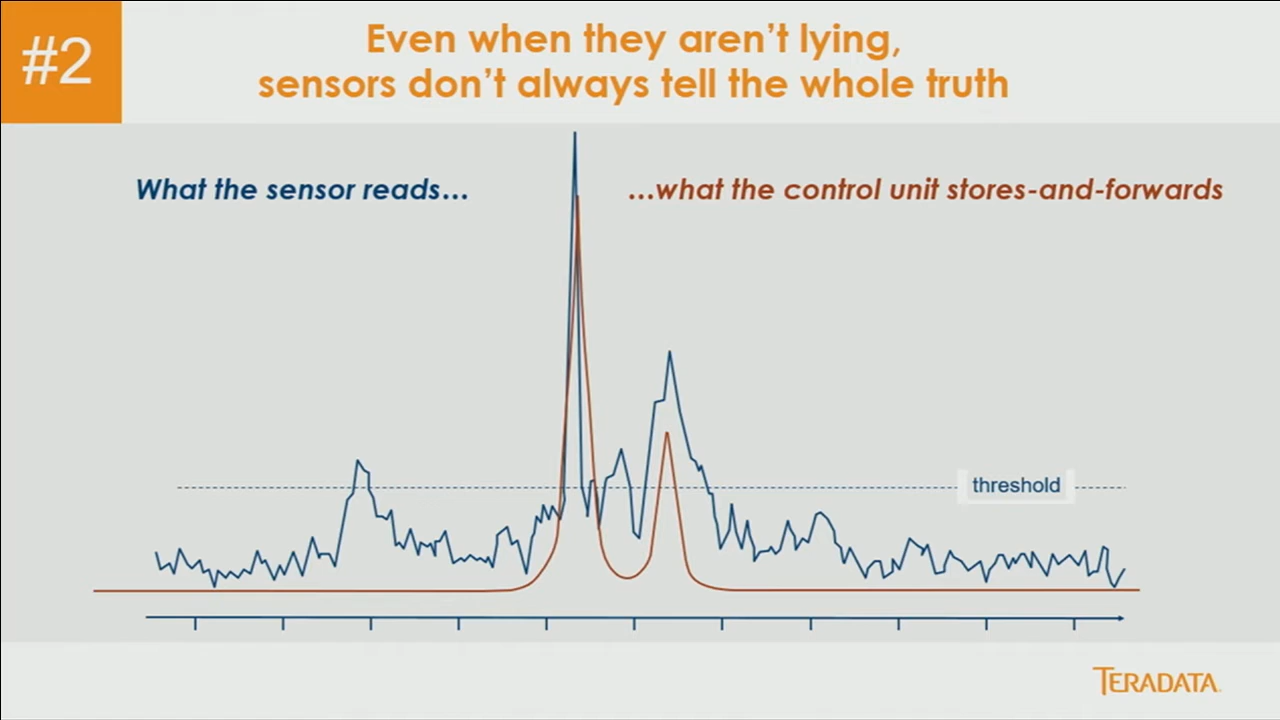 #2
Even when they aren’t lying,
sensors don’t always tell the whole truth
What the sensor reads…
…what the control unit stores-and-forwards
threshold
TERADATA.